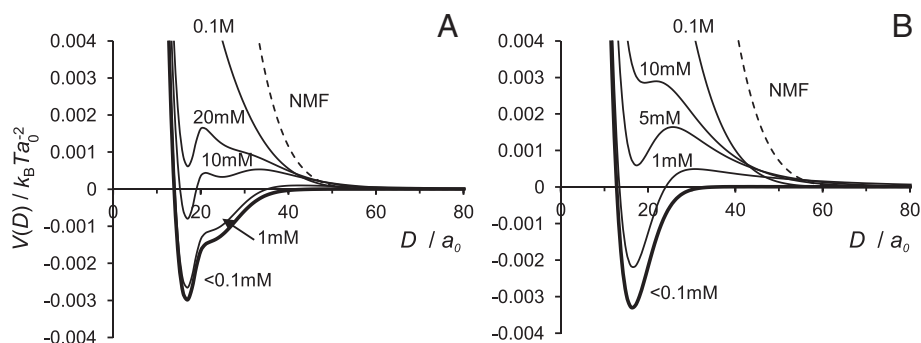 A
0.1M
0.004
0.003
0.002
0.001
0
-0.001
-0.002
-0.003
-0.004
V(D) / k_B Ta_0^-2
NMF
20mM
10mM
1mM
<0.1mM
0 20 40 60 80
D / a_0
B
0.1M
0.004
0.003
0.002
0.001
0
-0.001
-0.002
-0.003
-0.004
10mM
NMF
5mM
1mM
<0.1mM
0 20 40 60 80
D / a_0